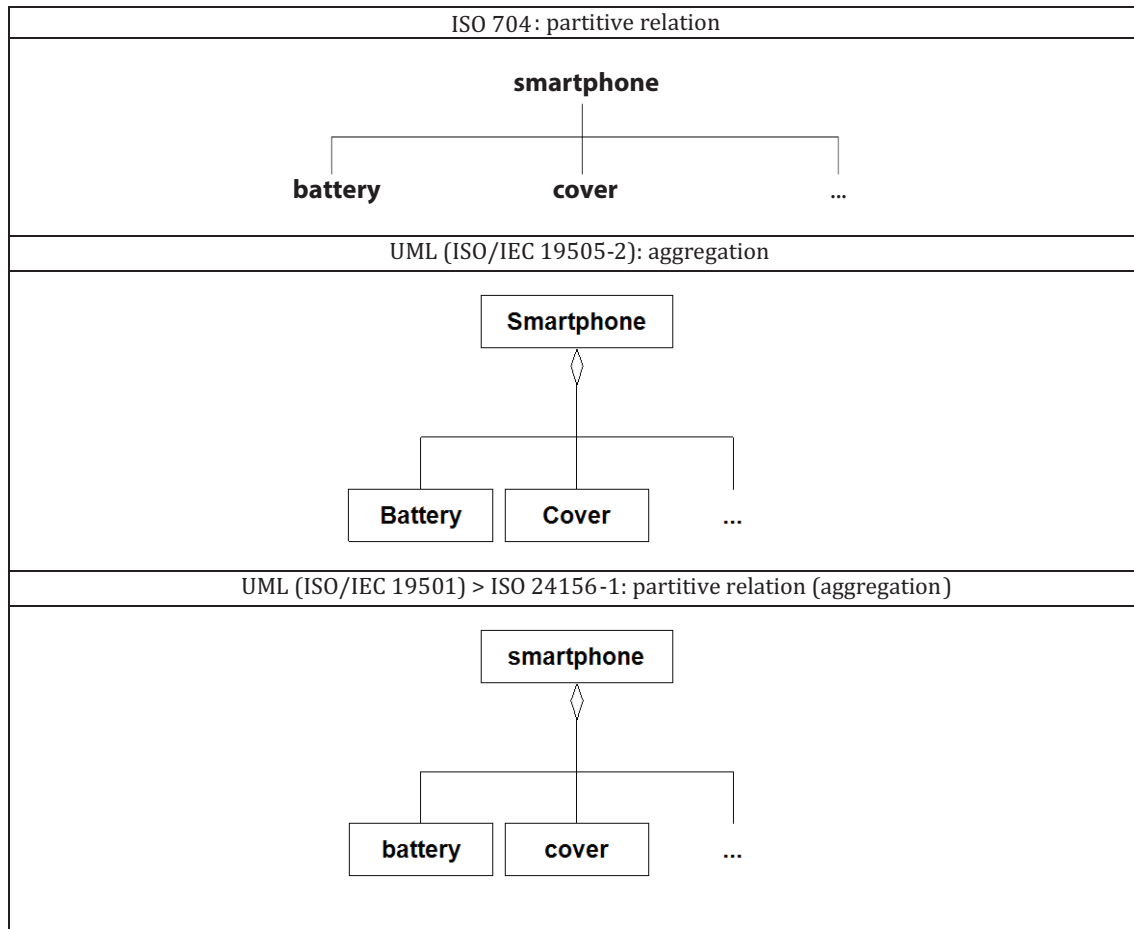 ISO 704: partitive relation
smartphone
battery cover ...
UML (ISO/IEC 19505-2): aggregation
Smartphone
Battery Cover ...
UML (ISO/IEC 19501) > ISO 24156-1: partitive relation (aggregation)
smartphone
battery cover ...